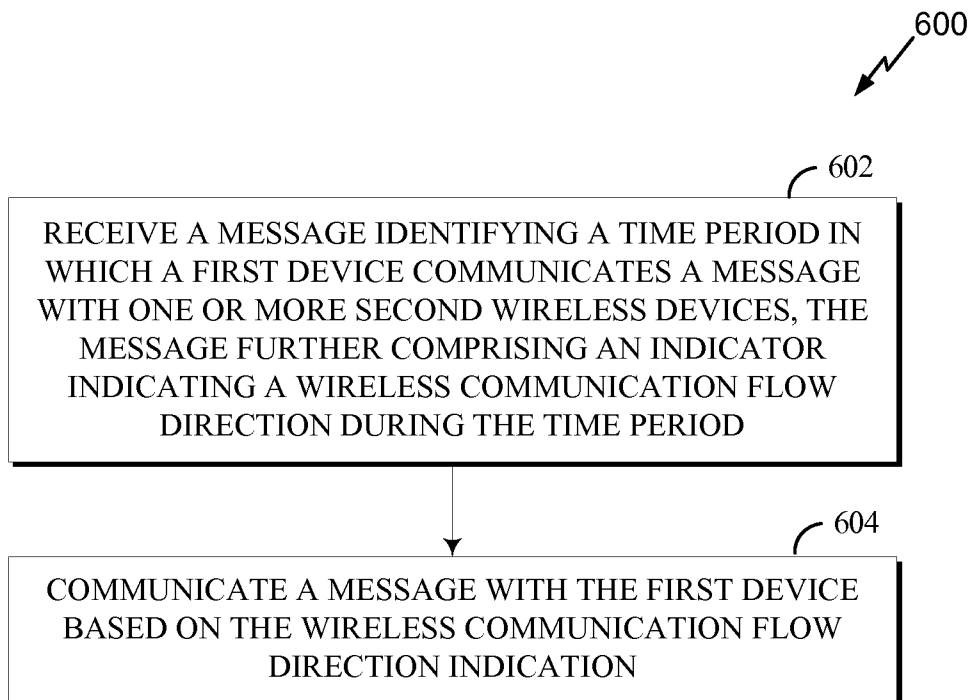 600
602
RECEIVE A MESSAGE IDENTIFYING A TIME PERIOD IN
WHICH A FIRST DEVICE COMMUNICATES A MESSAGE
WITH ONE OR MORE SECOND WIRELESS DEVICES, THE
MESSAGE FURTHER COMPRISING AN INDICATOR
INDICATING A WIRELESS COMMUNICATION FLOW
DIRECTION DURING THE TIME PERIOD
604
COMMUNICATE A MESSAGE WITH THE FIRST DEVICE
BASED ON THE WIRELESS COMMUNICATION FLOW
DIRECTION INDICATION